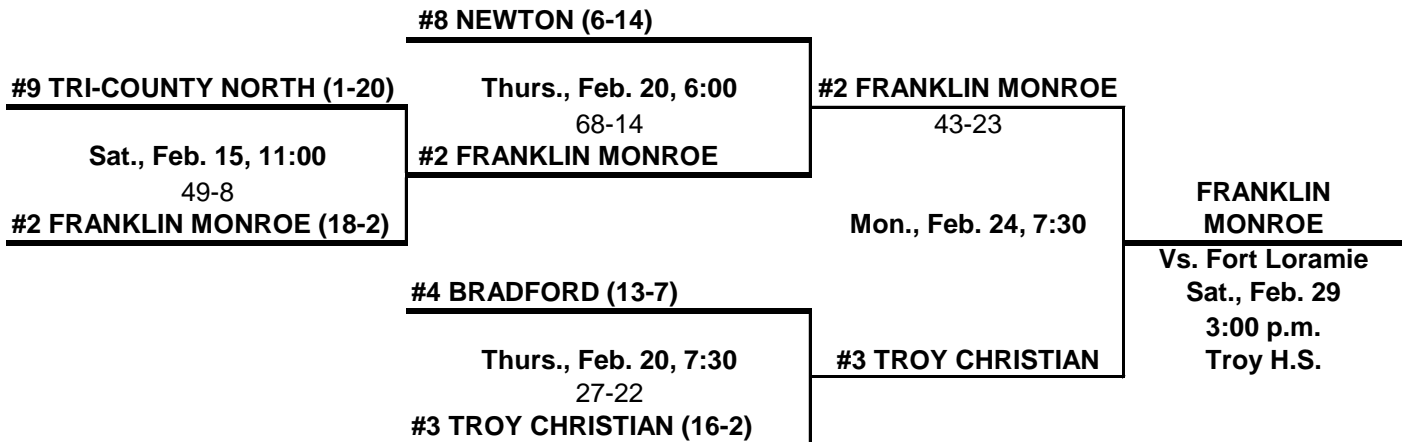 #8 NEWTON (6-14)
#9 TRI-COUNTY NORTH (1-20)
Thurs., Feb. 20, 6:00
#2 FRANKLIN MONROE
68-14
43-23
Sat., Feb. 15, 11:00
#2 FRANKLIN MONROE
49-8
#2 FRANKLIN MONROE (18-2)
Mon., Feb. 24, 7:30
FRANKLIN
MONROE
Vs. Fort Loramie
Sat., Feb. 29
3:00 p.m.
Troy H.S.
#4 BRADFORD (13-7)
Thurs., Feb. 20, 7:30
#3 TROY CHRISTIAN
27-22
#3 TROY CHRISTIAN (16-2)